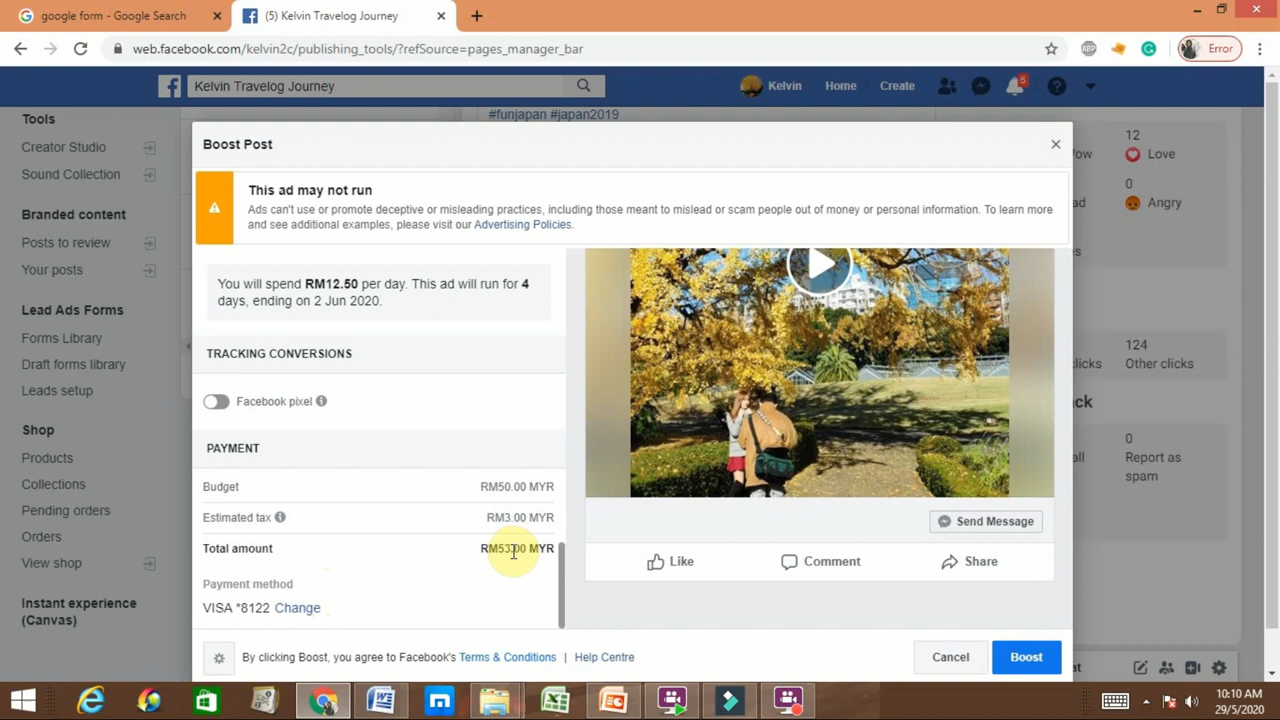 google form - Google Search
(5) Kelvin Travelog Journey
web.facebook.com/kelvin2c/publishing_tools/?refSource=pages_manager_bar
ABP
Error
Kelvin Travelog Journey
Kelvin
Home
Create
5
#funjapan #japan2019
Tools
Creator Studio
Sound Collection
Branded content
Posts to review
Your posts
Lead Ads Forms
Forms Library
Draft forms library
Leads setup
Shop
Products
Collections
Pending orders
Orders
View shop
Instant experience
(Canvas)
Boost Post
This ad may not run
Ads can't use or promote deceptive or misleading practices, including those meant to mislead or scam people out of money or personal information. To learn more
and see additional examples, please visit our Advertising Policies.
You will spend RM12.50 per day. This ad will run for 4
days, ending on 2 Jun 2020.
TRACKING CONVERSIONS
Facebook pixel
PAYMENT
Budget RM50.00 MYR
Estimated tax RM3.00 MYR
Total amount RM53.00 MYR
Payment method
VISA *8122 Change
Send Message
Like Comment Share
By clicking Boost, you agree to Facebook's Terms & Conditions | Help Centre
Cancel Boost
12
Love
0
Angry
124
Other clicks
0
Report as
spam
10:10 AM
29/5/2020